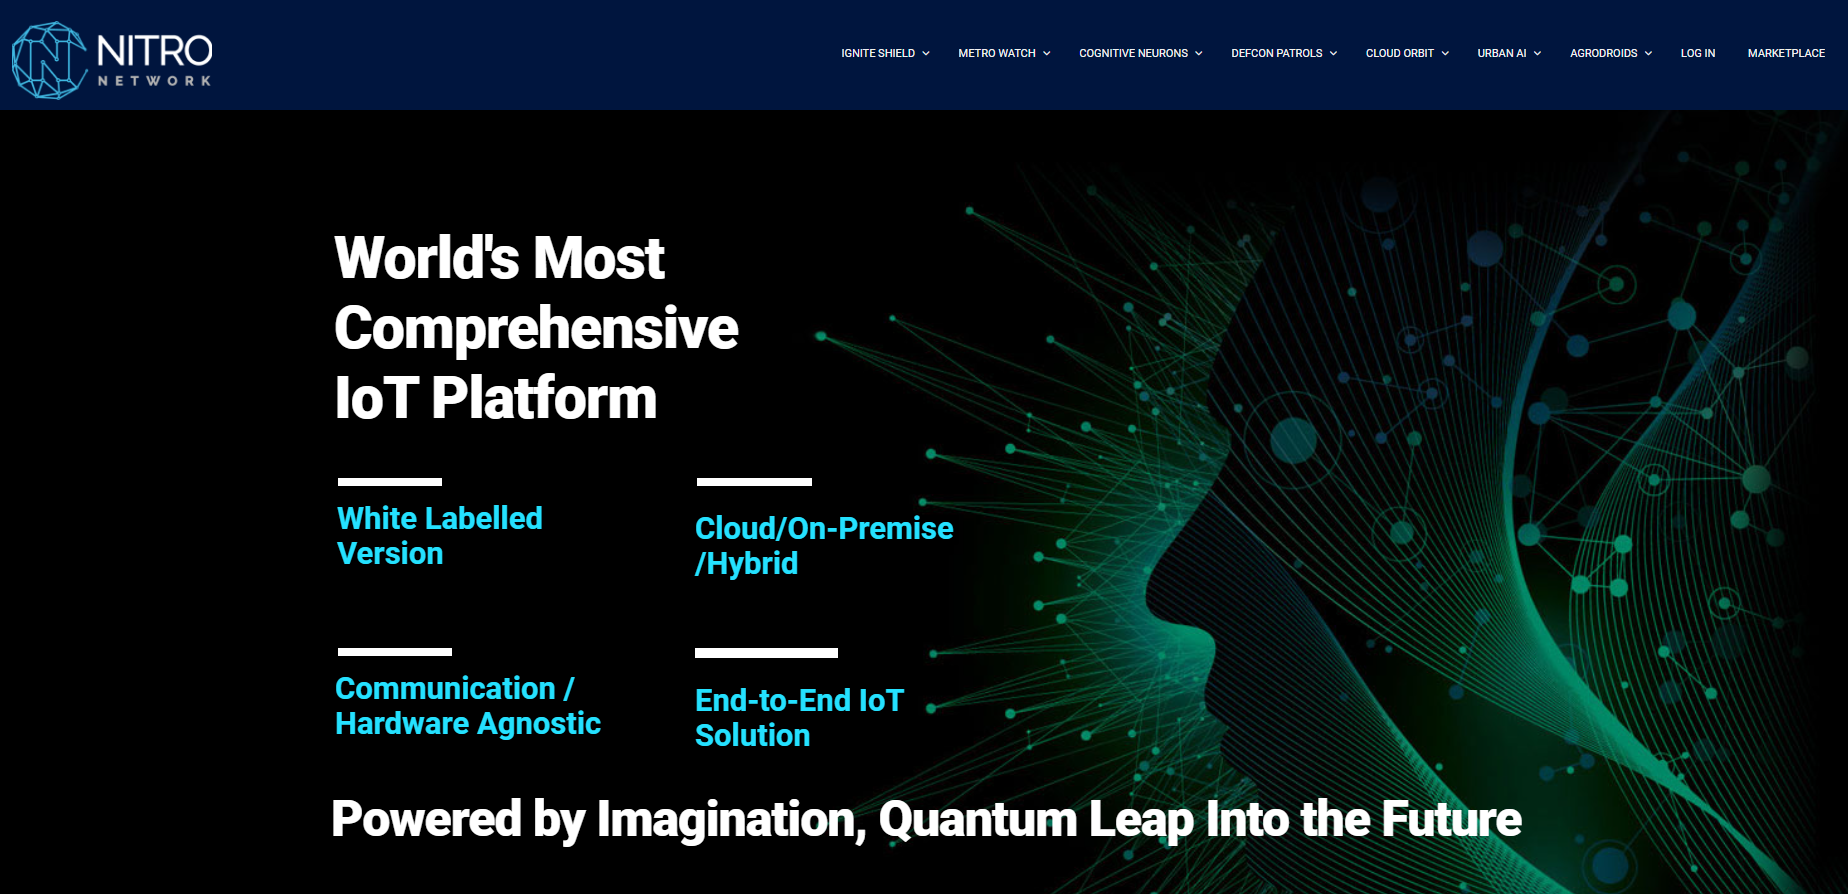 NITRO
NETWORK
IGNITE SHIELD METRO WATCH COGNITIVE NEURONS DEFCON PATROLS CLOUD ORBIT URBAN AI AGRODROIDS LOG IN MARKETPLACE
World's Most
Comprehensive
IoT Platform
White Labelled
Version
Cloud/On-Premise
/Hybrid
Communication /
Hardware Agnostic
End-to-End IoT
Solution
Powered by Imagination, Quantum Leap Into the Future